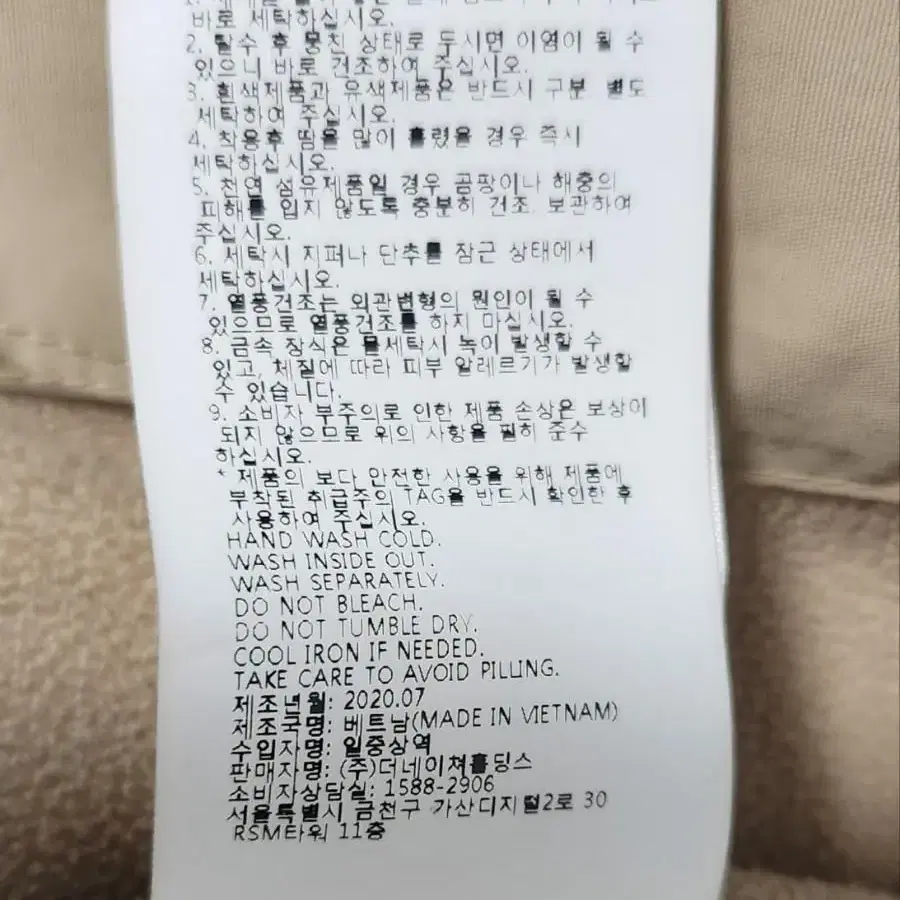 바로 세탁하십시오.
2. 탈수 후 뭉친 상태로 두시면 이염이 될 수
있으니 바로 건조하여 주십시오.
3. 흰색제품과 유색제품은 반드시 구분 별도
세탁하여 주십시오.
4. 착용후 땀을 많이 흘렸을 경우 즉시
세탁하십시오.
5. 천연 섬유제품일 경우 곰팡이나 해충의
피해를 입지 않도록 충분히 건조 보관하여
주십시오.
6. 세탁시 지퍼나 단추를 잠근 상태에서
세탁하십시오.
7. 열풍건조는 외관변형의 원인이 될 수
있으므로 열풍건조를 하지 마십시오.
8. 금속 장식은 물세탁시 녹이 발생할 수
있고, 체질에 따라 피부 알레르기가 발생할
수 있습니다.
9. 소비자 부주의로 인한 제품 손상은 보상이
되지 않으므로 위의 사항을 필히 준수
하십시오.
* 제품의 보다 안전한 사용을 위해 제품에
부착된 취급주의 TAG을 반드시 확인한 후
사용하여 주십시오.
HAND WASH COLD.
WASH INSIDE OUT.
WASH SEPARATELY.
DO NOT BLEACH.
DO NOT TUMBLE DRY.
COOL IRON IF NEEDED.
TAKE CARE TO AVOID PILLING.
제조년월: 2020.07
제조국명: 베트남(MADE IN VIETNAM)
수입자명: 일중상역
판매자명: (주)더네이쳐홀딩스
소비자상담실: 1588-2906
서울특별시 금천구 가산디지털2로 30
RSM타워 11층